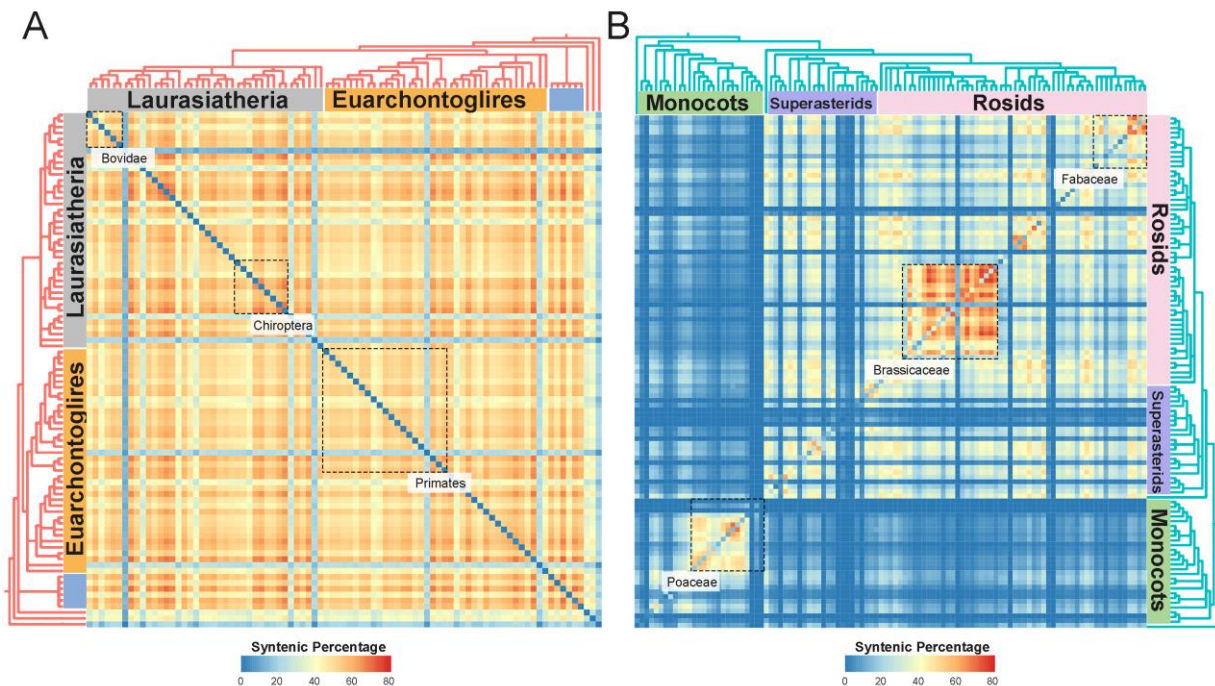 A
B
Laurasiatheria
Euarchontoglires
Monocots
Superasterids
Rosids
Laurasiatheria
Euarchontoglires
Bovidae
Chiroptera
Primates
Fabaceae
Brassicaceae
Poaceae
Rosids
Superasterids
Monocots
Syntenic Percentage
0 20 40 60 80
Syntenic Percentage
0 20 40 60 80